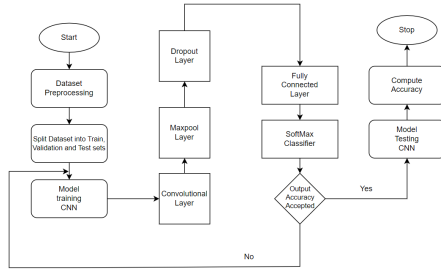 Start
Dataset
Preprocessing
Split Dataset into Train,
Validation and Test sets
Model
training
CNN
Convolutional
Layer
Maxpool
Layer
Dropout
Layer
Fully
Connected
Layer
SoftMax
Classifier
Output
Accuracy
Accepted
Yes
No
Model
Testing
CNN
Compute
Accuracy
Stop